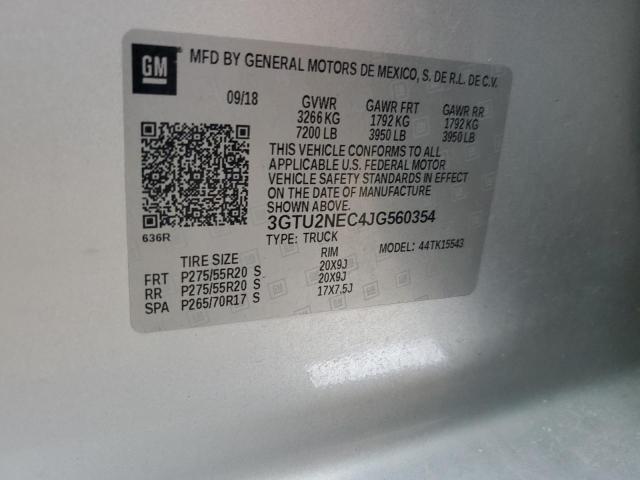 GM
MFD BY GENERAL MOTORS DE MEXICO, S. DE R.L. DE C.V.
09/18 GVWR GAWR FRT GAWR RR
3266 KG 1792 KG 1792 KG
7200 LB 3950 LB 3950 LB
THIS VEHICLE CONFORMS TO ALL
APPLICABLE U.S. FEDERAL MOTOR
VEHICLE SAFETY STANDARDS IN EFFECT
ON THE DATE OF MANUFACTURE
SHOWN ABOVE.
3GTU2NEC4JG560354
636R
TYPE: TRUCK MODEL: 44TK15543
TIRE SIZE RIM
FRT P275/55R20 S 20X9J
RR P275/55R20 S 20X9J
SPA P265/70R17 S 17X7.5J